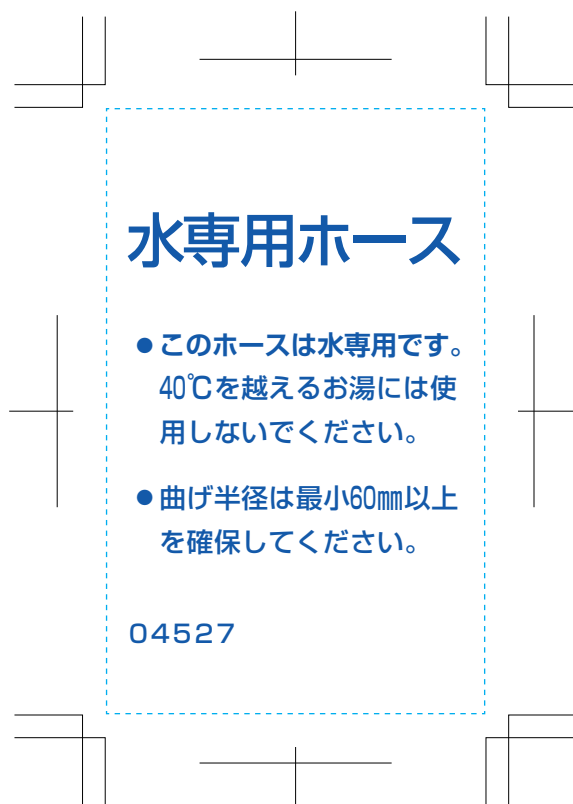 水専用ホース
●このホースは水専用です。
40℃を越えるお湯には使
用しないでください。
●曲げ半径は最小60㎜以上
を確保してください。
04527